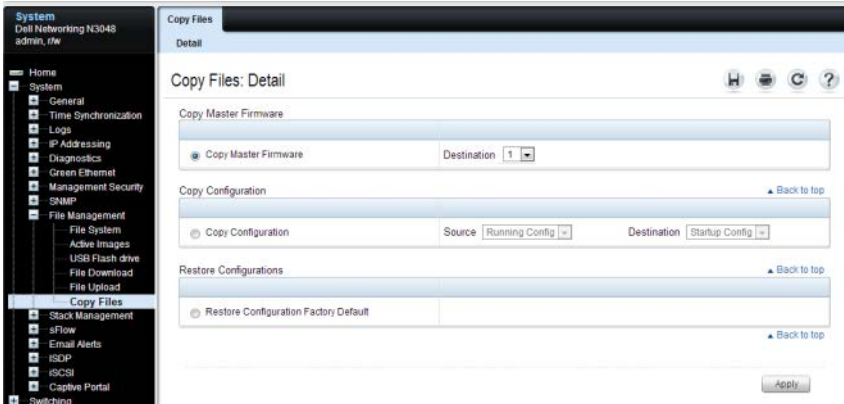 System
Dell Networking N3048
admin, r/w
Home
System
General
Time Synchronization
Logs
IP Addressing
Diagnostics
Green Ethernet
Management Security
SNMP
File Management
File System
Active Images
USB Flash drive
File Download
File Upload
Copy Files
Stack Management
sFlow
Email Alerts
ISDP
iSCSI
Captive Portal
Switching
Copy Files
Detail
Copy Files: Detail
Copy Master Firmware
Copy Master Firmware Destination 1
Copy Configuration Back to top
Copy Configuration Source Running Config Destination Startup Config
Restore Configurations Back to top
Restore Configuration Factory Default
Back to top
Apply